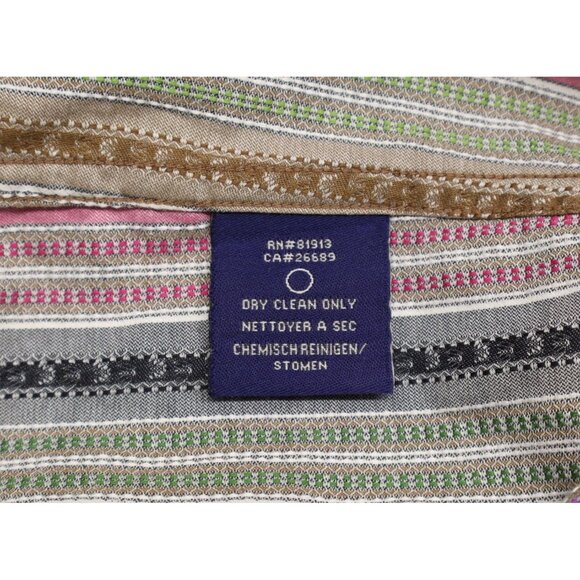 RN#81913
CA#26689
DRY CLEAN ONLY
NETTOYER A SEC
CHEMISCH REINIGEN/
STOMEN